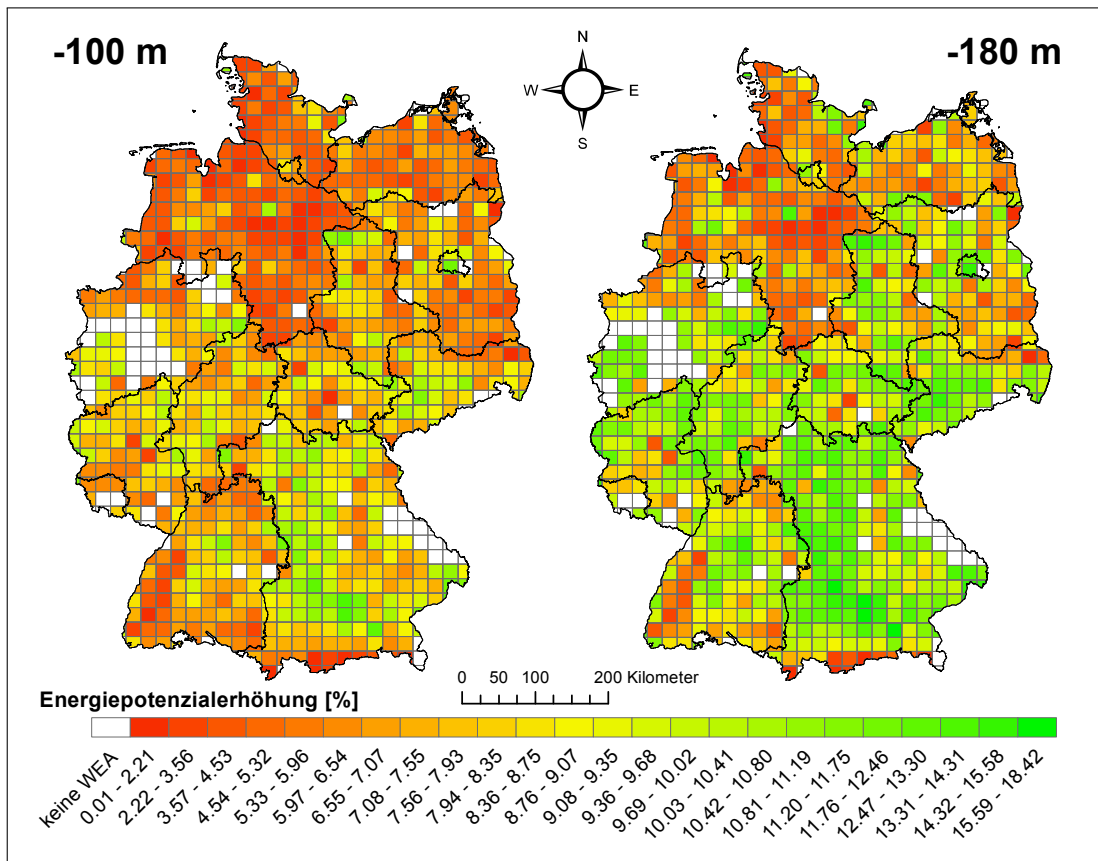 -100 m
-180 m
N
W
E
S
0 50 100 200 Kilometer
Energiepotenzialerhöhung [%]
keine WEA
0.01 - 2.21
2.22 - 3.56
3.57 - 4.53
4.54 - 5.32
5.33 - 5.96
5.97 - 6.54
6.55 - 7.07
7.08 - 7.55
7.56 - 7.93
7.94 - 8.35
8.36 - 8.75
8.76 - 9.07
9.08 - 9.35
9.36 - 9.68
9.69 - 10.02
10.03 - 10.41
10.42 - 10.80
10.81 - 11.19
11.20 - 11.75
11.76 - 12.46
12.47 - 13.30
13.31 - 14.31
14.32 - 15.58
15.59 - 18.42